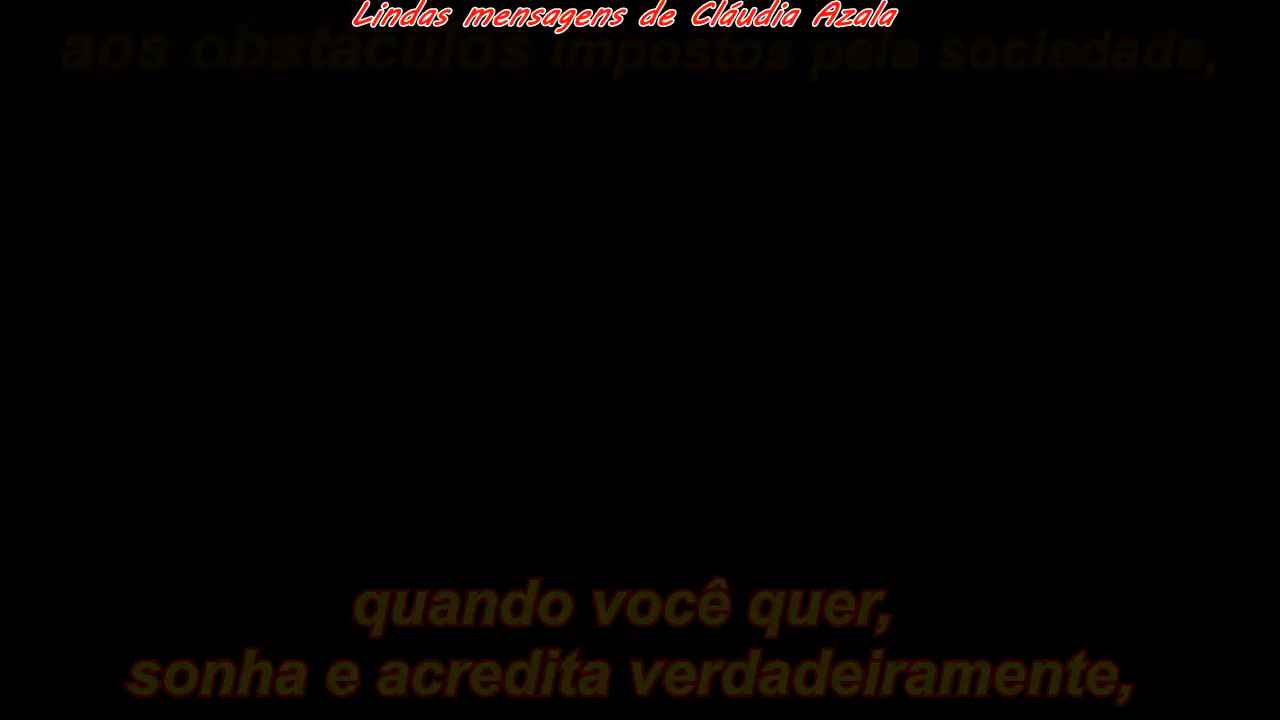 Lindas mensagens de Cláudia Azala
aos obstáculos impostos pela sociedade,
quando você quer,
sonha e acredita verdadeiramente,